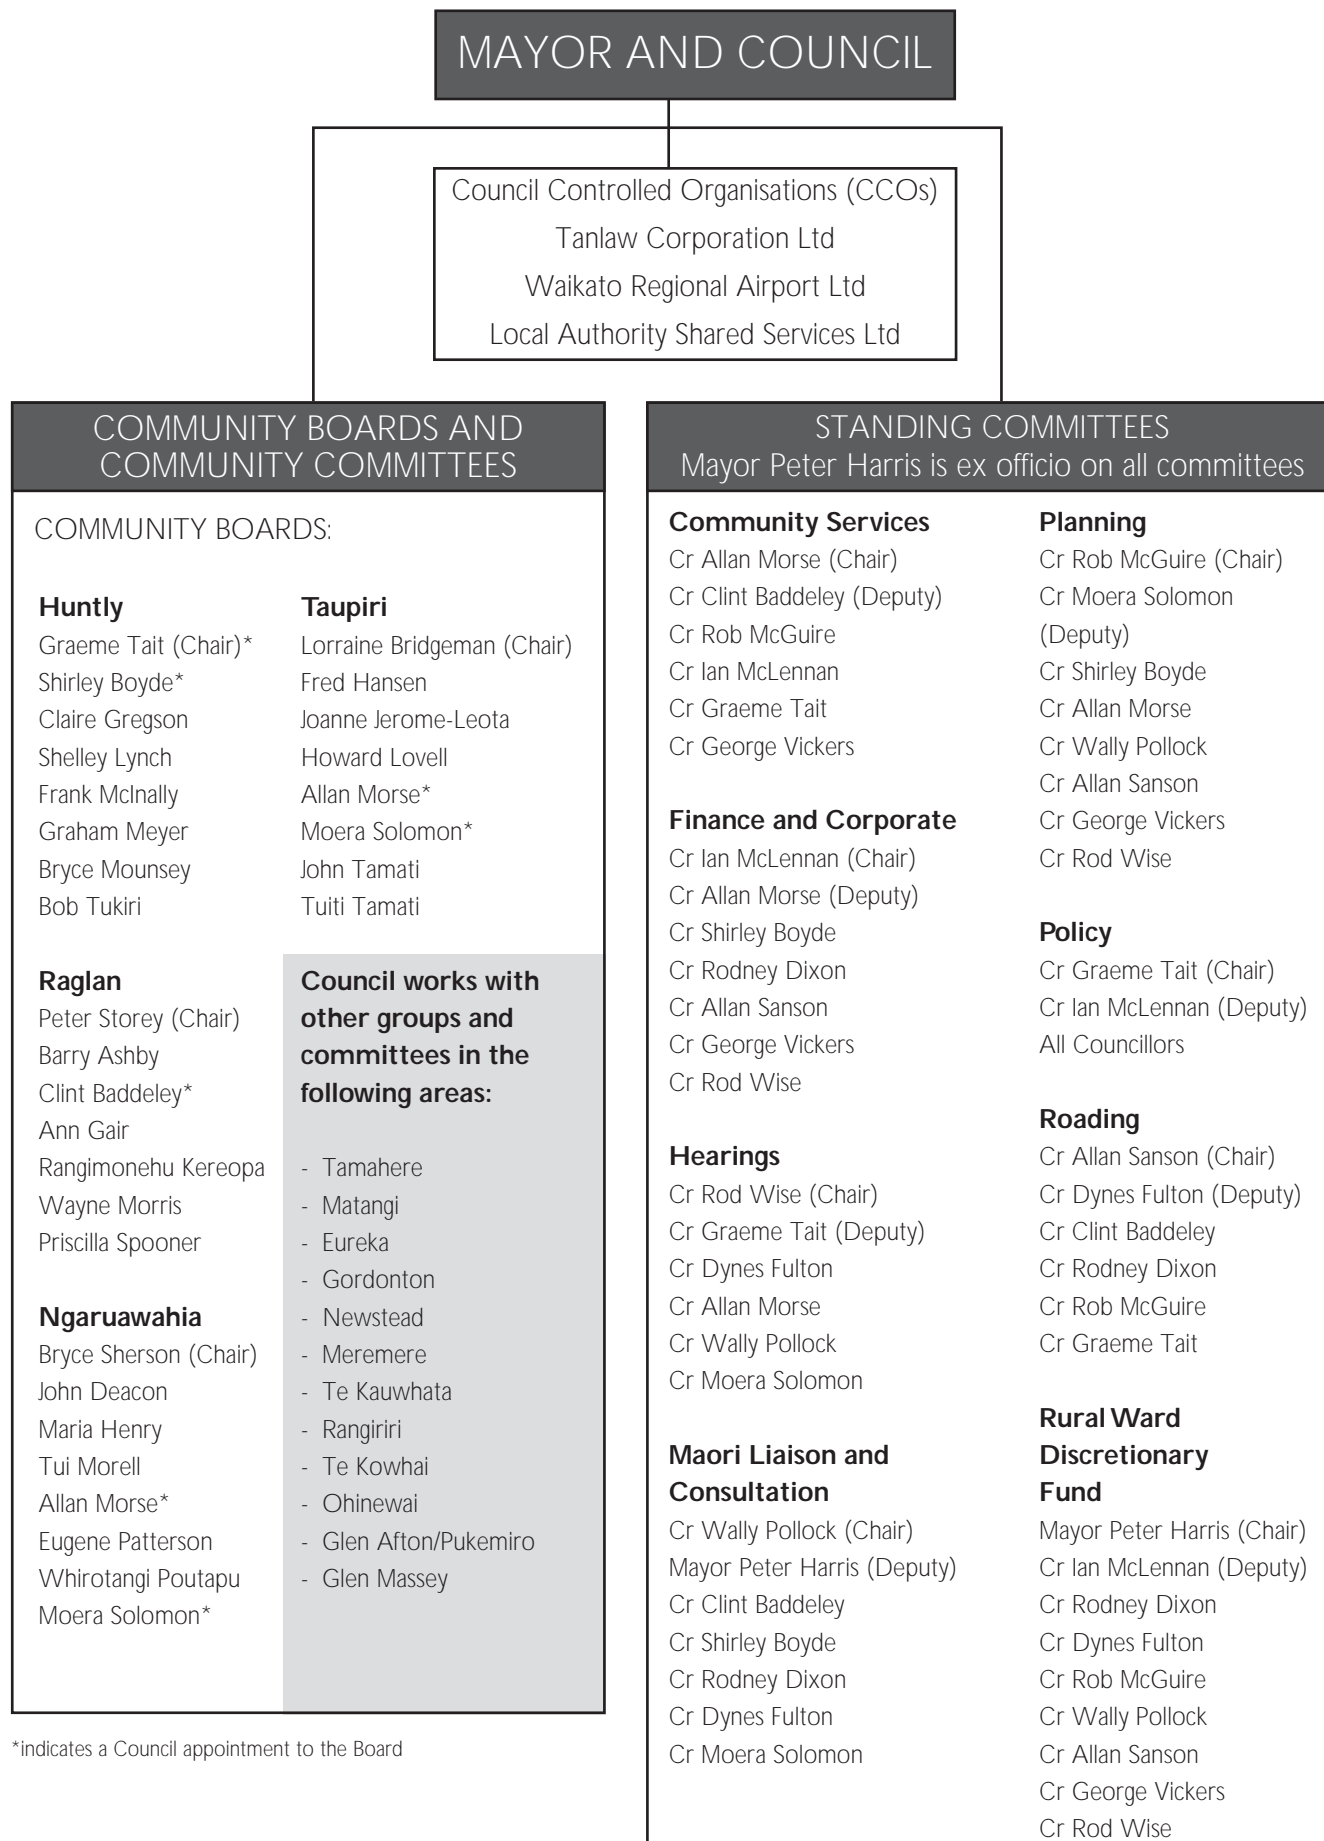 MAYOR AND COUNCIL
Council Controlled Organisations (CCOs)
Tanlaw Corporation Ltd
Waikato Regional Airport Ltd
Local Authority Shared Services Ltd
COMMUNITY BOARDS AND
COMMUNITY COMMITTEES
COMMUNITY BOARDS:
Huntly
Graeme Tait (Chair)*
Shirley Boyde*
Claire Gregson
Shelley Lynch
Frank McInally
Graham Meyer
Bryce Mounsey
Bob Tukiri
Taupiri
Lorraine Bridgeman (Chair)
Fred Hansen
Joanne Jerome-Leota
Howard Lovell
Allan Morse*
Moera Solomon*
John Tamati
Tuiti Tamati
Raglan
Peter Storey (Chair)
Barry Ashby
Clint Baddeley*
Ann Gair
Rangimonehu Kereopa
Wayne Morris
Priscilla Spooner
Ngaruawahia
Bryce Sherson (Chair)
John Deacon
Maria Henry
Tui Morell
Allan Morse*
Eugene Patterson
Whirotangi Poutapu
Moera Solomon*
Council works with
other groups and
committees in the
following areas:
- Tamahere
- Matangi
- Eureka
- Gordonton
- Newstead
- Meremere
- Te Kauwhata
- Rangiriri
- Te Kowhai
- Ohinewai
- Glen Afton/Pukemiro
- Glen Massey
*indicates a Council appointment to the Board
STANDING COMMITTEES
Mayor Peter Harris is ex officio on all committees
Community Services
Cr Allan Morse (Chair)
Cr Clint Baddeley (Deputy)
Cr Rob McGuire
Cr Ian McLennan
Cr Graeme Tait
Cr George Vickers
Finance and Corporate
Cr Ian McLennan (Chair)
Cr Allan Morse (Deputy)
Cr Shirley Boyde
Cr Rodney Dixon
Cr Allan Sanson
Cr George Vickers
Cr Rod Wise
Hearings
Cr Rod Wise (Chair)
Cr Graeme Tait (Deputy)
Cr Dynes Fulton
Cr Allan Morse
Cr Wally Pollock
Cr Moera Solomon
Maori Liaison and
Consultation
Cr Wally Pollock (Chair)
Mayor Peter Harris (Deputy)
Cr Clint Baddeley
Cr Shirley Boyde
Cr Rodney Dixon
Cr Dynes Fulton
Cr Moera Solomon
Planning
Cr Rob McGuire (Chair)
Cr Moera Solomon
(Deputy)
Cr Shirley Boyde
Cr Allan Morse
Cr Wally Pollock
Cr Allan Sanson
Cr George Vickers
Cr Rod Wise
Policy
Cr Graeme Tait (Chair)
Cr Ian McLennan (Deputy)
All Councillors
Roading
Cr Allan Sanson (Chair)
Cr Dynes Fulton (Deputy)
Cr Clint Baddeley
Cr Rodney Dixon
Cr Rob McGuire
Cr Graeme Tait
Rural Ward
Discretionary
Fund
Mayor Peter Harris (Chair)
Cr Ian McLennan (Deputy)
Cr Rodney Dixon
Cr Dynes Fulton
Cr Rob McGuire
Cr Wally Pollock
Cr Allan Sanson
Cr George Vickers
Cr Rod Wise